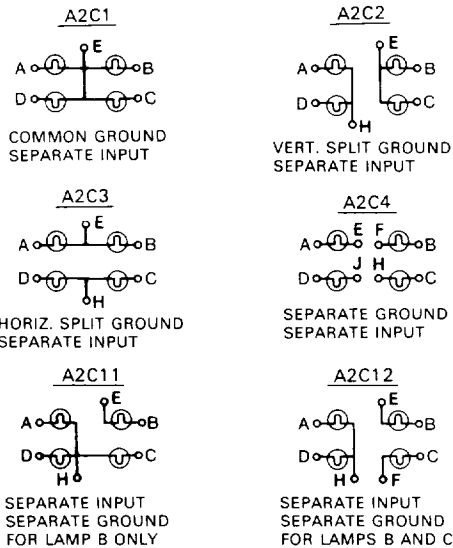 A2C1
E
A B
D C
COMMON GROUND
SEPARATE INPUT
A2C2
E
A B
D C
H
VERT. SPLIT GROUND
SEPARATE INPUT
A2C3
E
A B
D C
H
HORIZ. SPLIT GROUND
SEPARATE INPUT
A2C4
E F
A B
J H
D C
SEPARATE GROUND
SEPARATE INPUT
A2C11
E
A B
D C
H
SEPARATE INPUT
SEPARATE GROUND
FOR LAMP B ONLY
A2C12
E
A B
D C
H F
SEPARATE INPUT
SEPARATE GROUND
FOR LAMPS B AND C